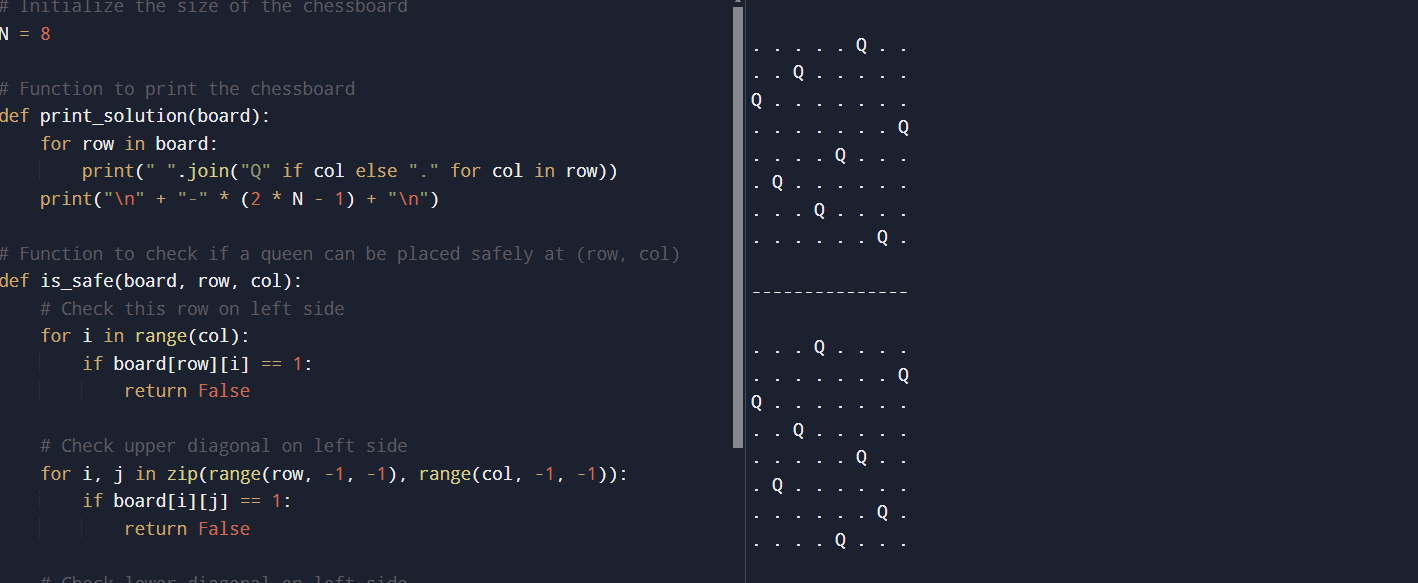 # Initialize the size of the chessboard
N = 8
# Function to print the chessboard
def print_solution(board):
    for row in board:
        print(" ".join("Q" if col else "." for col in row))
    print("\n" + "-" * (2 * N - 1) + "\n")
# Function to check if a queen can be placed safely at (row, col)
def is_safe(board, row, col):
    # Check this row on left side
    for i in range(col):
        if board[row][i] == 1:
            return False
    # Check upper diagonal on left side
    for i, j in zip(range(row, -1, -1), range(col, -1, -1)):
        if board[i][j] == 1:
            return False
    # Check lower diagonal on left side
. . . . . Q . .
. . Q . . . . .
Q . . . . . . .
. . . . . . . Q
. . . . Q . . .
. Q . . . . . .
. . . Q . . . .
. . . . . . Q .
---------------
. . . Q . . . .
. . . . . . . Q
Q . . . . . . .
. . Q . . . . .
. . . . . Q . .
. Q . . . . . .
. . . . . . Q .
. . . . Q . . .